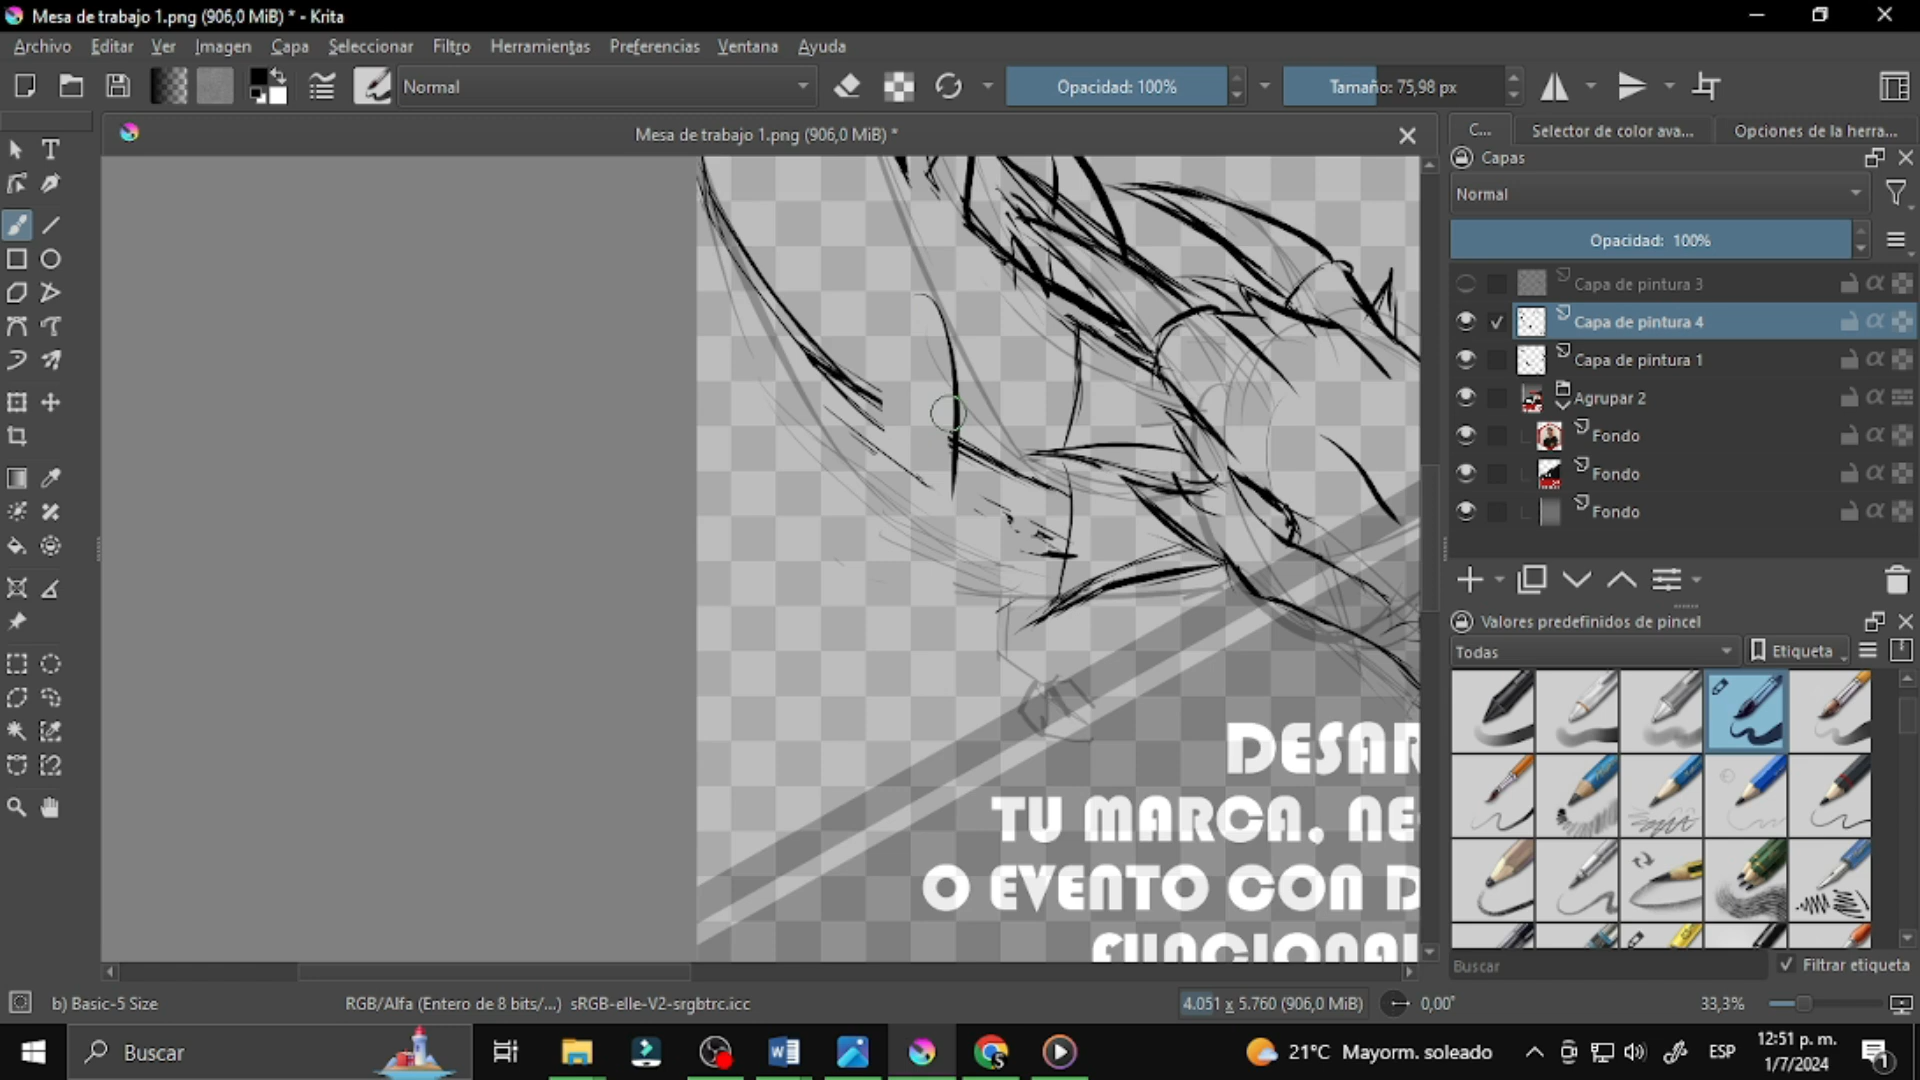 Mesa de trabajo 1.png (906,0 MiB) * - Krita
Archivo Editar Ver Imagen Capa Seleccionar Filtro Herramientas Preferencias Ventana Ayuda
Normal
Opacidad: 100%
Tamaño: 75,98 px
Mesa de trabajo 1.png (906,0 MiB) *
C... Selector de color ava... Opciones de la herra...
Capas
Normal
Opacidad: 100%
Capa de pintura 3
Capa de pintura 4
Capa de pintura 1
Agrupar 2
Fondo
Fondo
Fondo
Valores predefinidos de pincel
Todas
Etiqueta
DESAR
TU MARCA, NE
O EVENTO CON D
FUNCIONAL
Buscar
Filtrar etiqueta
b) Basic-5 Size
RGB/Alfa (Entero de 8 bits/...) sRGB-elle-V2-srgbtrc.icc
4.051 x 5.760 (906,0 MiB)
0,00°
33,3%
Buscar
21°C Mayorm. soleado
ESP
12:51 p. m.
1/7/2024
1